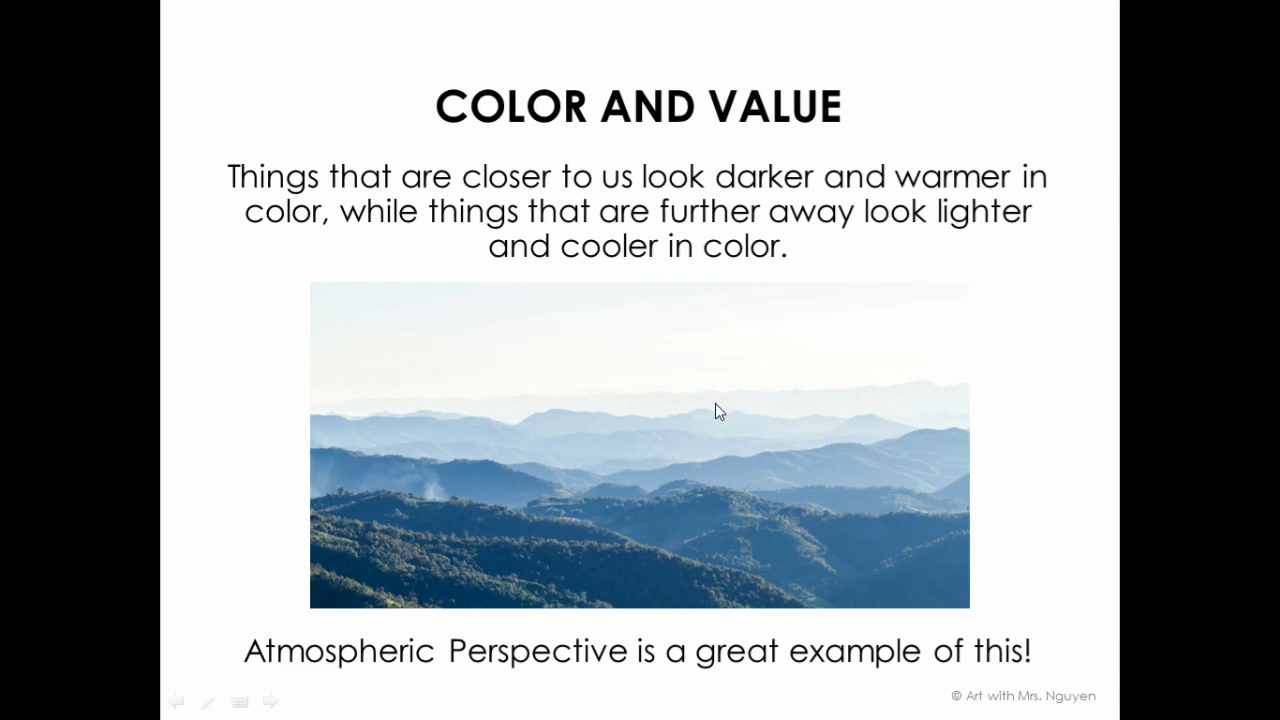 COLOR AND VALUE
Things that are closer to us look darker and warmer in
color, while things that are further away look lighter
and cooler in color.
Atmospheric Perspective is a great example of this!
© Art with Mrs. Nguyen